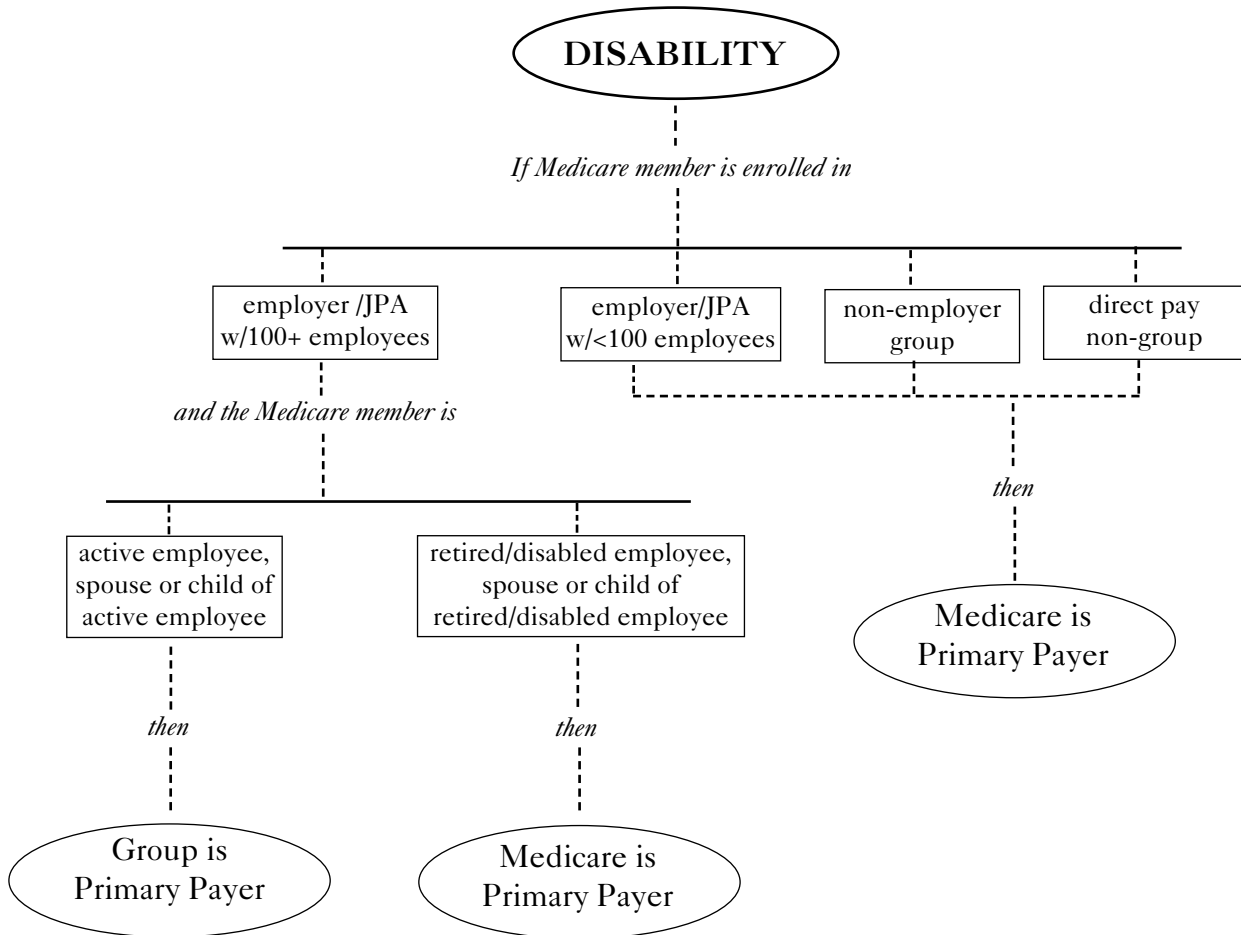 DISABILITY
If Medicare member is enrolled in
employer /JPA
w/100+ employees
employer/JPA
w/<100 employees
non-employer
group
direct pay
non-group
and the Medicare member is
then
active employee,
spouse or child of
active employee
retired/disabled employee,
spouse or child of
retired/disabled employee
Medicare is
Primary Payer
then
then
Group is
Primary Payer
Medicare is
Primary Payer